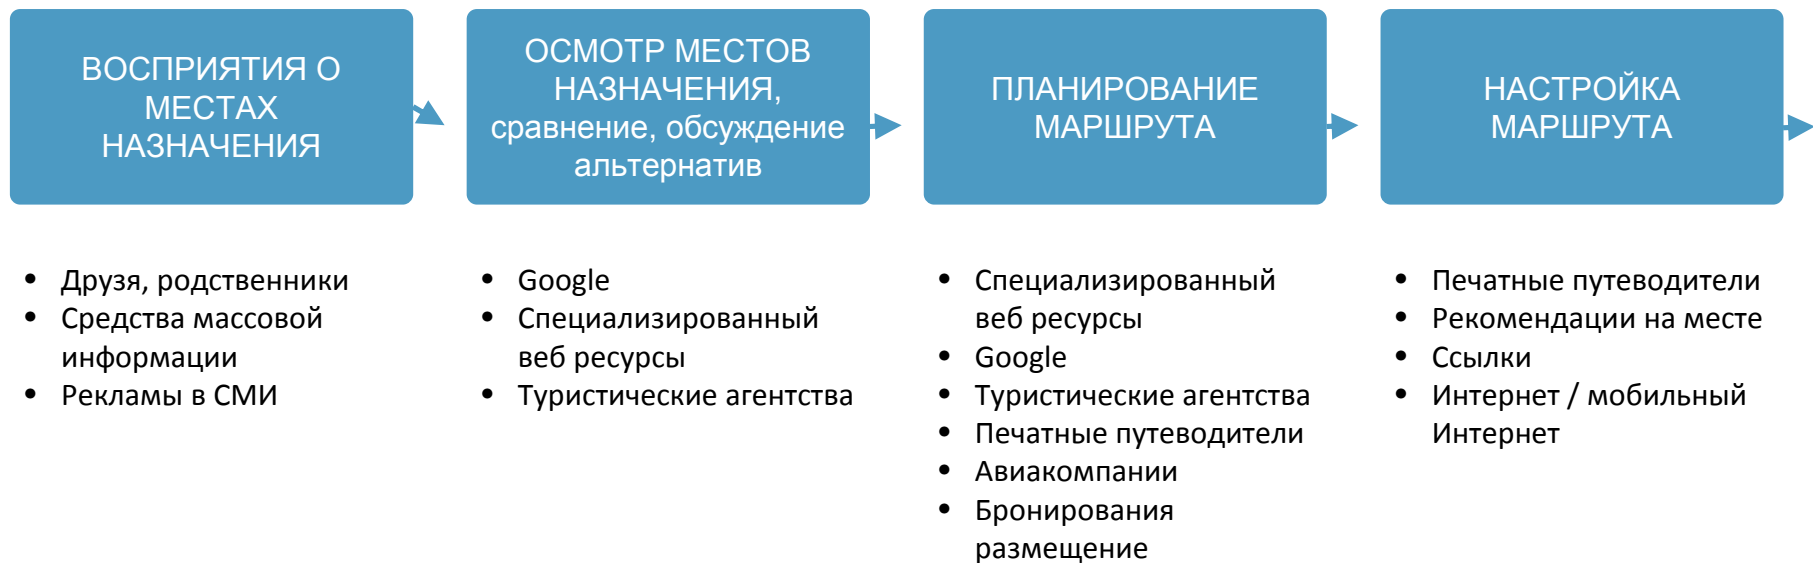 ВОСПРИЯТИЯ О
МЕСТАХ
НАЗНАЧЕНИЯ
ОСМОТР МЕСТОВ
НАЗНАЧЕНИЯ,
сравнение, обсуждение
альтернатив
ПЛАНИРОВАНИЕ
МАРШРУТА
НАСТРОЙКА
МАРШРУТА
• Друзья, родственники
• Средства массовой
информации
• Рекламы в СМИ
• Google
• Специализированный
веб ресурсы
• Туристические агентства
• Специализированный
веб ресурсы
• Google
• Туристические агентства
• Печатные путеводители
• Авиакомпании
• Бронирования
размещение
• Печатные путеводители
• Рекомендации на месте
• Ссылки
• Интернет / мобильный
Интернет